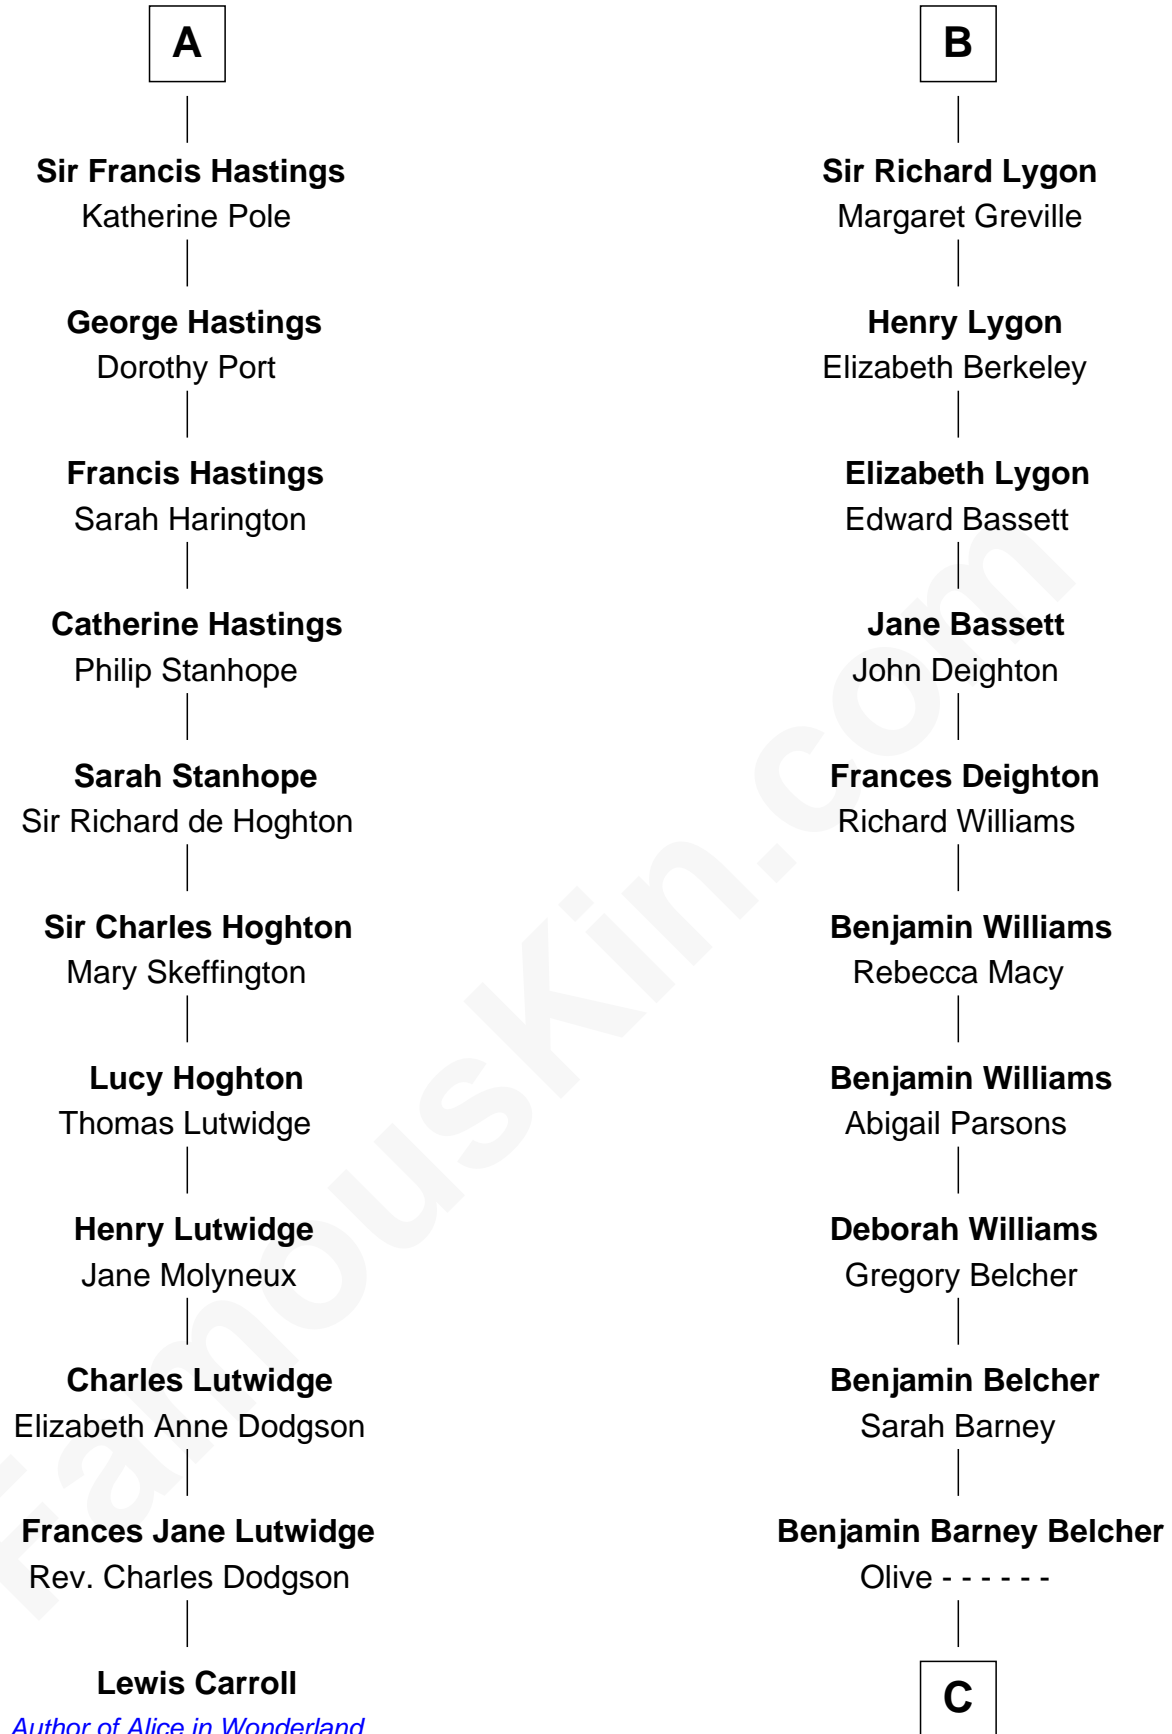 A
Sir Francis Hastings
Katherine Pole
George Hastings
Dorothy Port
Francis Hastings
Sarah Harington
Catherine Hastings
Philip Stanhope
Sarah Stanhope
Sir Richard de Hoghton
Sir Charles Hoghton
Mary Skeffington
Lucy Hoghton
Thomas Lutwidge
Henry Lutwidge
Jane Molyneux
Charles Lutwidge
Elizabeth Anne Dodgson
Frances Jane Lutwidge
Rev. Charles Dodgson
Lewis Carroll
Author of Alice in Wonderland
B
Sir Richard Lygon
Margaret Greville
Henry Lygon
Elizabeth Berkeley
Elizabeth Lygon
Edward Bassett
Jane Bassett
John Deighton
Frances Deighton
Richard Williams
Benjamin Williams
Rebecca Macy
Benjamin Williams
Abigail Parsons
Deborah Williams
Gregory Belcher
Benjamin Belcher
Sarah Barney
Benjamin Barney Belcher
Olive - - - - - -
C
FamousKin.com